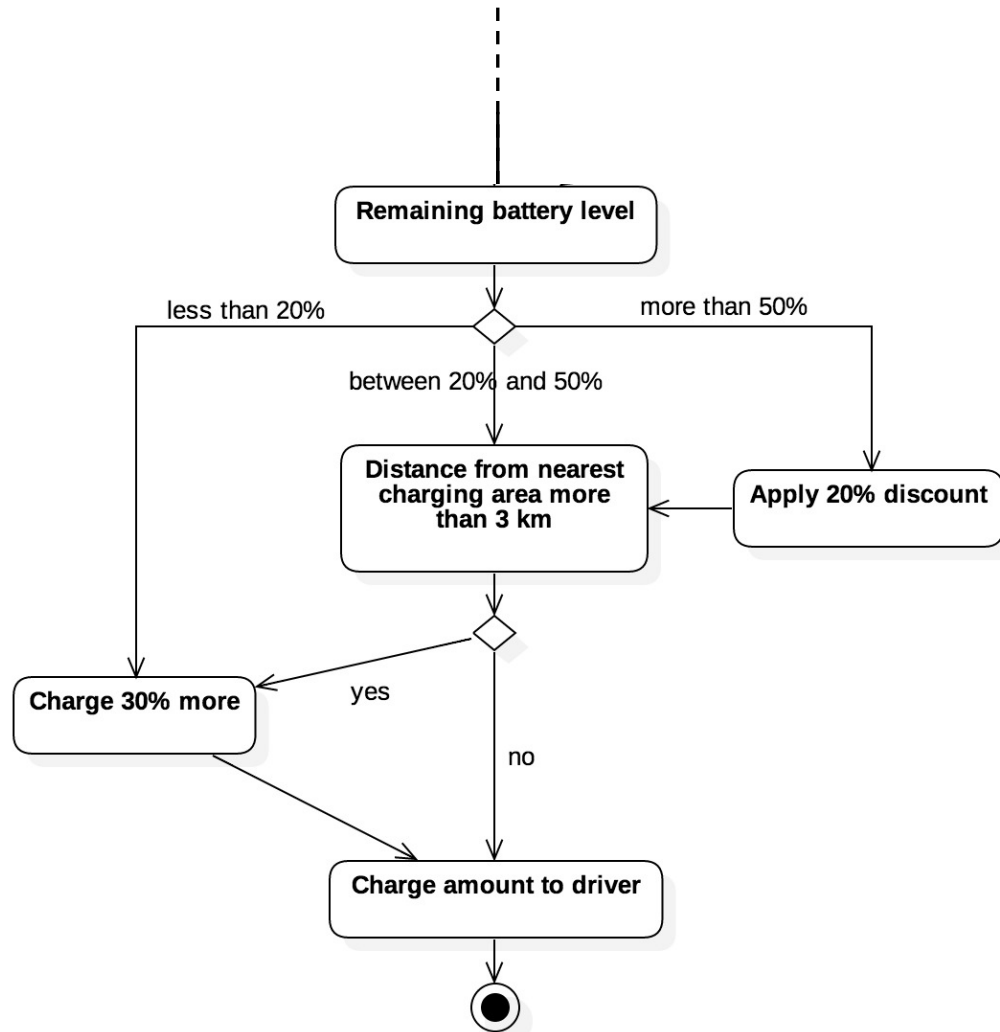 Remaining battery level
less than 20%
more than 50%
between 20% and 50%
Distance from nearest
charging area more
than 3 km
Apply 20% discount
Charge 30% more
yes
no
Charge amount to driver